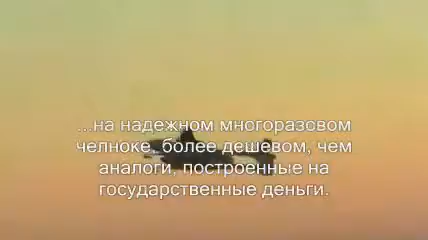 ...на надежном многоразовом
челноке, более дешевом, чем
аналоги, построенные на
государственные деньги.